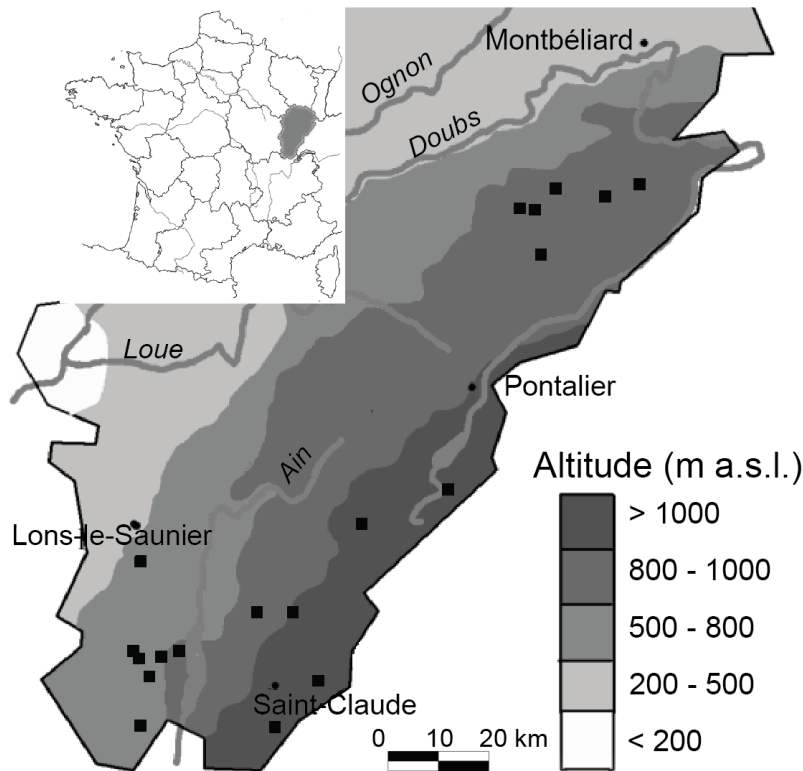 Montbéliard
Ognon
Doubs
Loue
Pontalier
Ain
Lons-le-Saunier
Saint-Claude
Altitude (m a.s.l.)
> 1000
800 - 1000
500 - 800
200 - 500
< 200
0 10 20 km